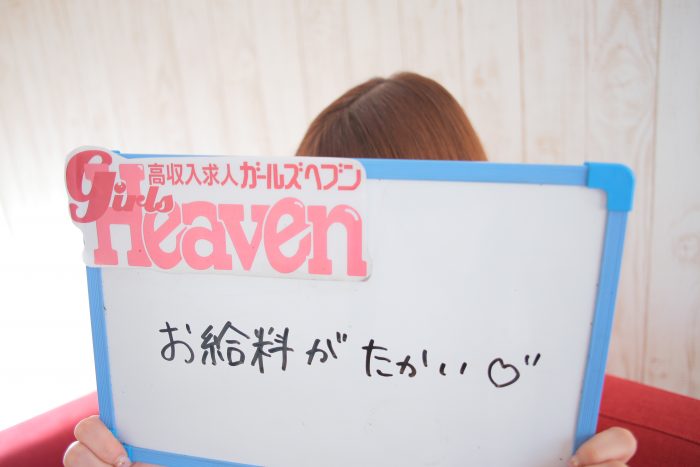 高収入求人ガールズヘブン
Girls
Heaven
お給料がたかい♡"